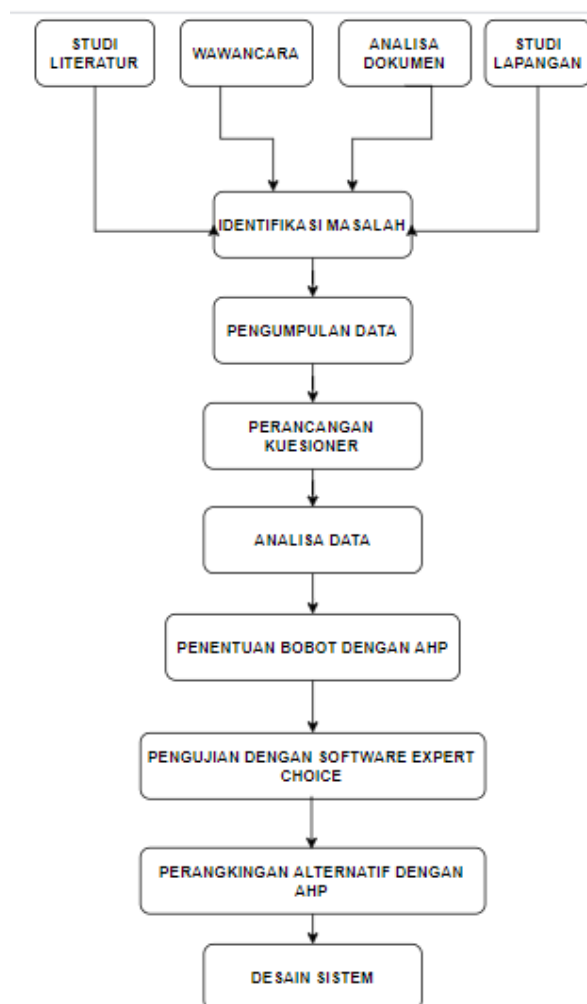 STUDI
LITERATUR
WAWANCARA
ANALISA
DOKUMEN
STUDI
LAPANGAN
IDENTIFIKASI MASALAH
PENGUMPULAN DATA
PERANCANGAN
KUESIONER
ANALISA DATA
PENENTUAN BOBOT DENGAN AHP
PENGUJIAN DENGAN SOFTWARE EXPERT
CHOICE
PERANGKINGAN ALTERNATIF DENGAN
AHP
DESAIN SISTEM